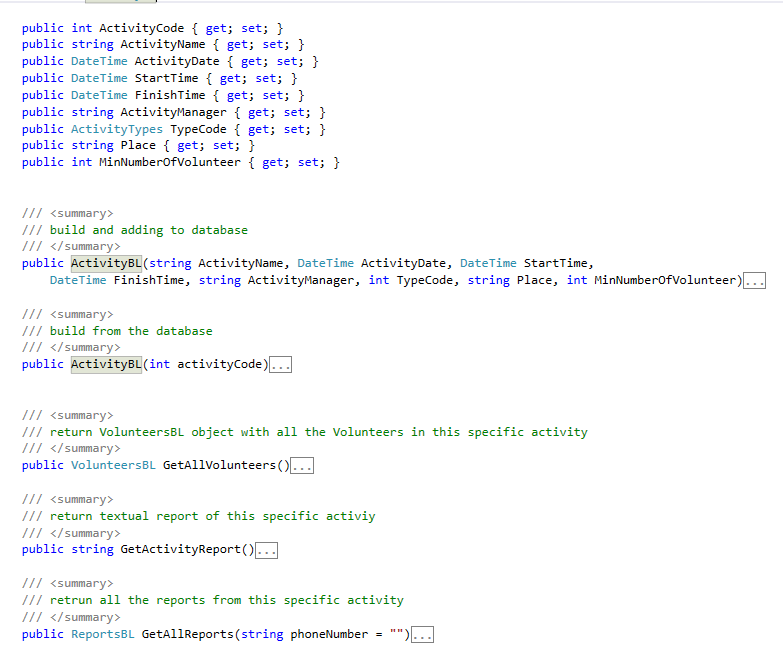 public int ActivityCode { get; set; }
public string ActivityName { get; set; }
public DateTime ActivityDate { get; set; }
public DateTime StartTime { get; set; }
public DateTime FinishTime { get; set; }
public string ActivityManager { get; set; }
public ActivityTypes TypeCode { get; set; }
public string Place { get; set; }
public int MinNumberOfVolunteer { get; set; }
/// <summary>
/// build and adding to database
/// </summary>
public ActivityBL(string ActivityName, DateTime ActivityDate, DateTime StartTime,
DateTime FinishTime, string ActivityManager, int TypeCode, string Place, int MinNumberOfVolunteer)...
/// <summary>
/// build from the database
/// </summary>
public ActivityBL(int activityCode)...
/// <summary>
/// return VolunteersBL object with all the Volunteers in this specific activity
/// </summary>
public VolunteersBL GetAllVolunteers()...
/// <summary>
/// return textual report of this specific activiy
/// </summary>
public string GetActivityReport()...
/// <summary>
/// retrun all the reports from this specific activity
/// </summary>
public ReportsBL GetAllReports(string phoneNumber = "")...